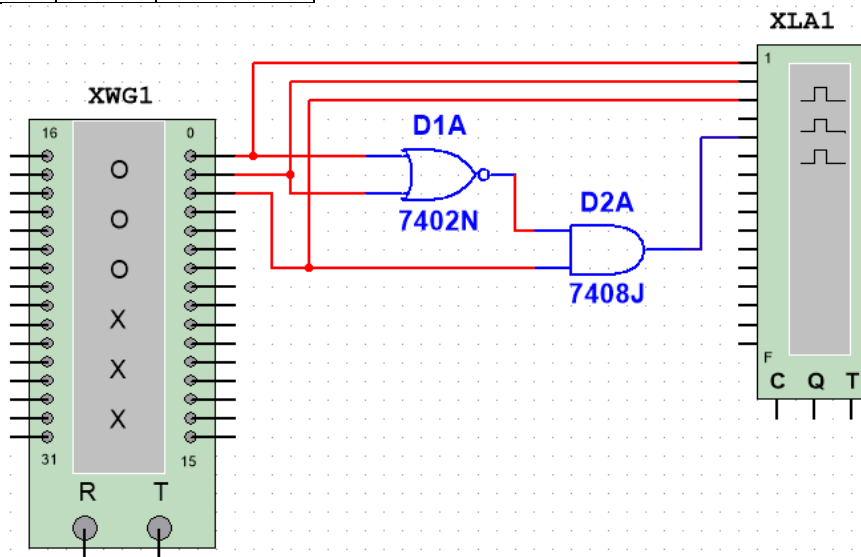 XLA1
1
XWG1
16 0
D1A
O
7402N
D2A
O
7408J
O
X
X
F
X
C Q T
31 15
R T